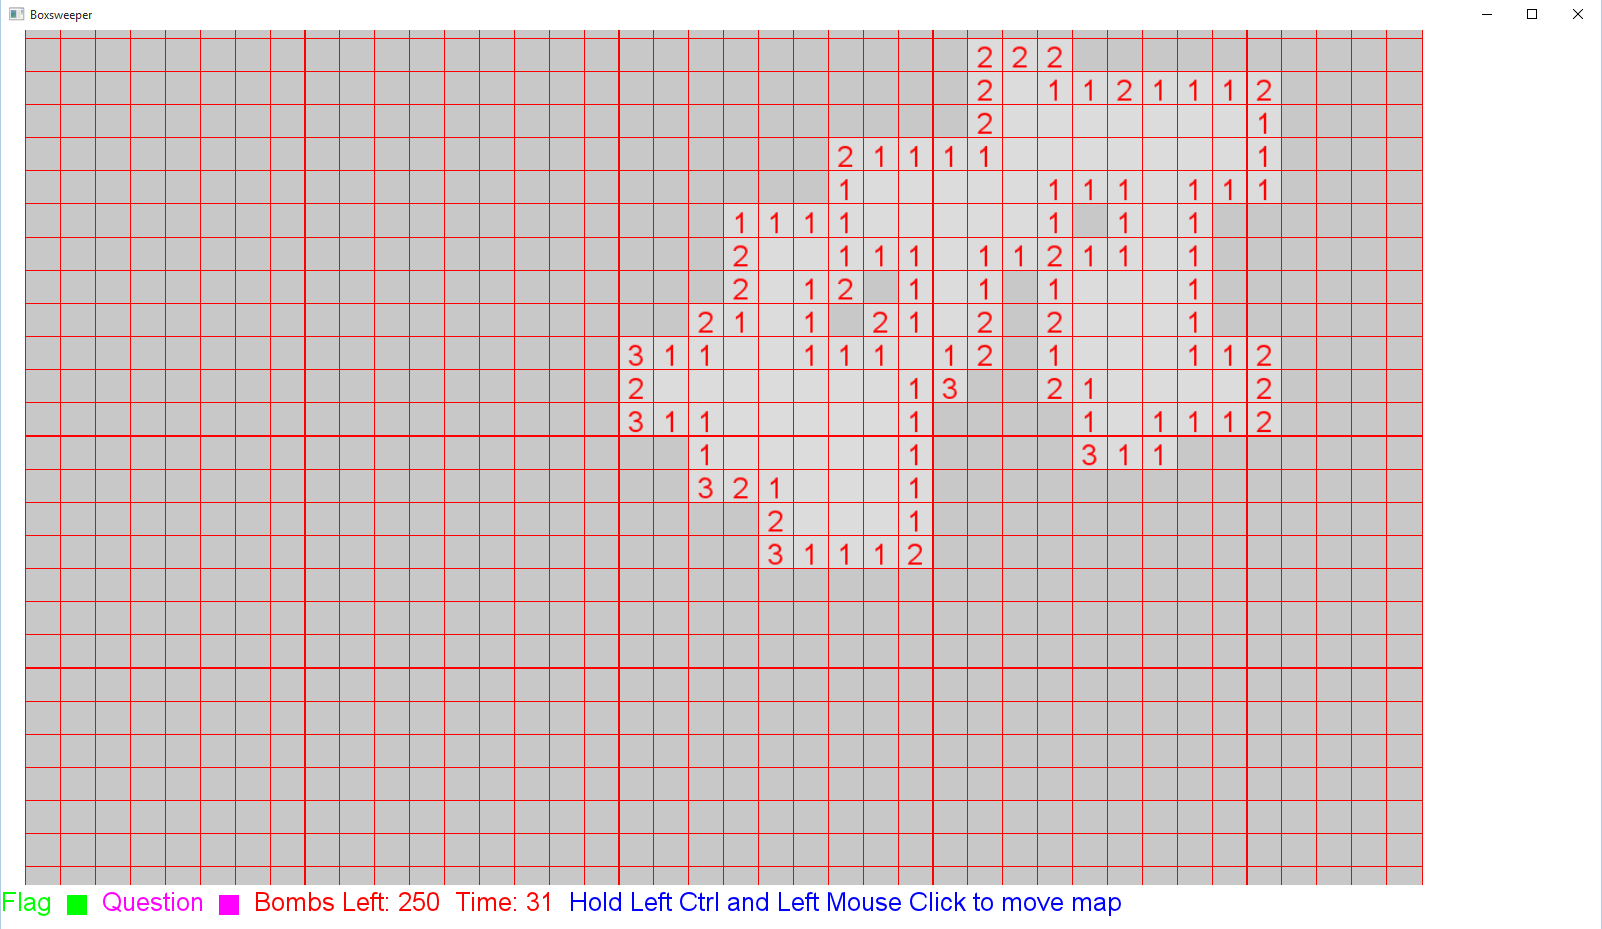 Boxsweeper
2 2 2
2 1 1 2 1 1 1 2
2 1
2 1 1 1 1 1
1 1 1 1 1 1 1
1 1 1 1 1 1 1
2 1 1 1 1 1 2 1 1 1
2 1 2 1 1 1 1
2 1 1 2 1 2 2 1
3 1 1 1 1 1 1 2 1 1 1 2
2 1 3 2 1 2
3 1 1 1 1 1 1 1 2
1 1 3 1 1
3 2 1 1
2 1
3 1 1 1 2
Flag Question Bombs Left: 250 Time: 31 Hold Left Ctrl and Left Mouse Click to move map